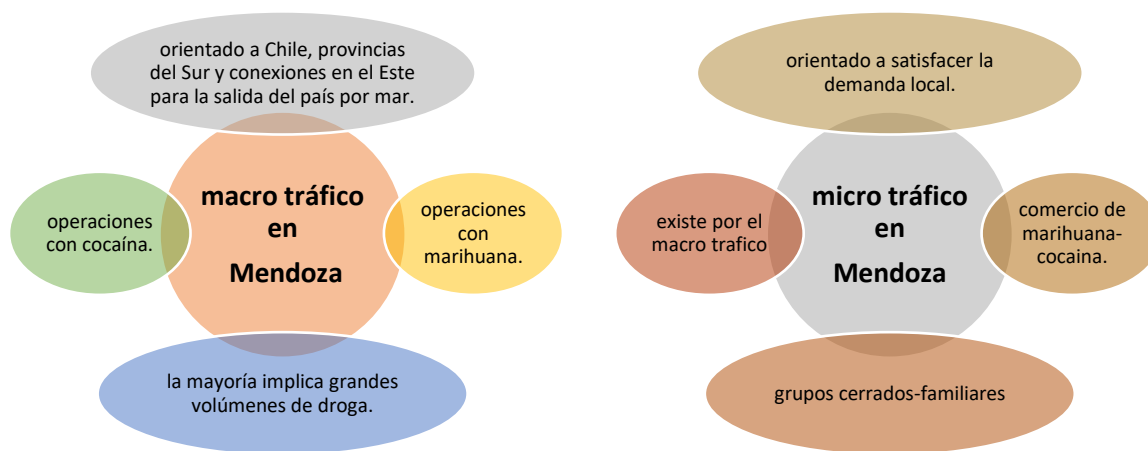 orientado a Chile, provincias
del Sur y conexiones en el Este
para la salida del país por mar.
macro tráfico
en
Mendoza
operaciones
con cocaína.
operaciones
con
marihuana.
la mayoría implica grandes
volúmenes de droga.
orientado a satisfacer la
demanda local.
micro tráfico
en
Mendoza
existe por el
macro trafico
comercio de
marihuana-
cocaina.
grupos cerrados-familiares